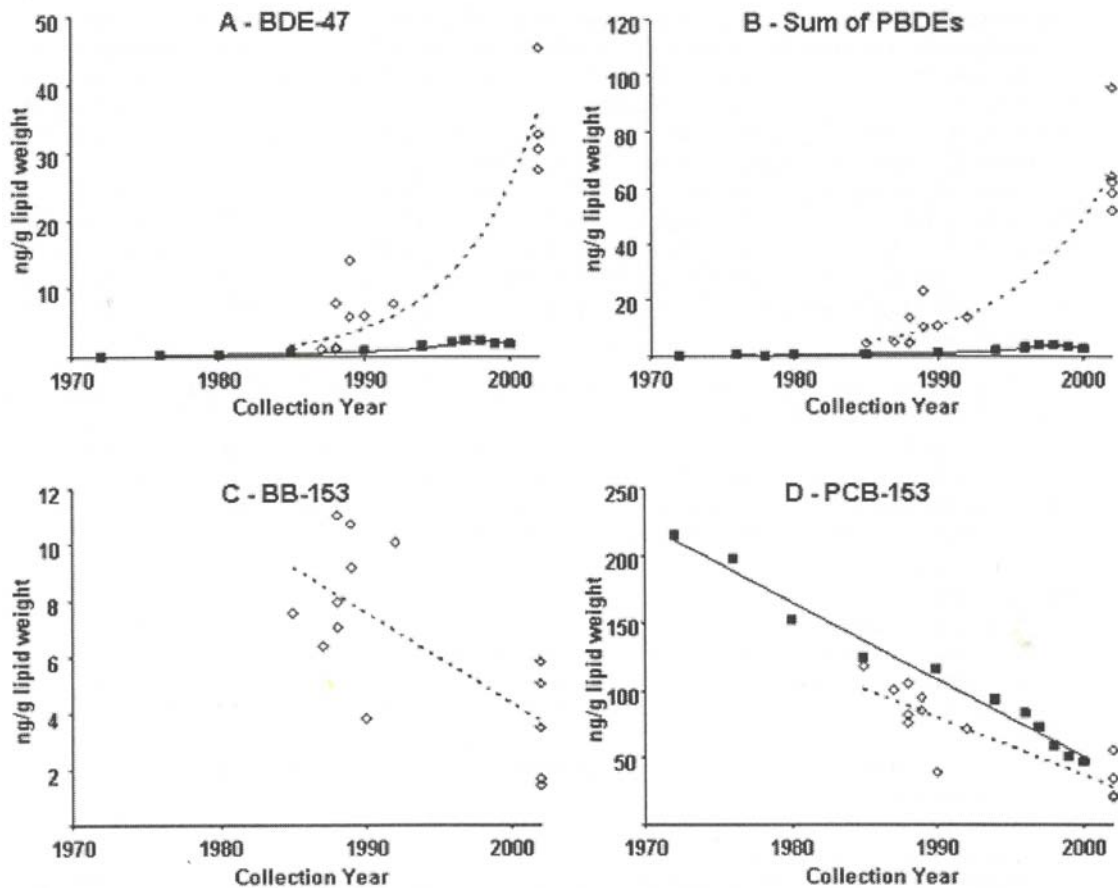 A - BDE-47
ng/g lipid weight
50
40
30
20
10
1970 1980 1990 2000
Collection Year
B - Sum of PBDEs
ng/g lipid weight
120
100
80
60
40
20
1970 1980 1990 2000
Collection Year
C - BB-153
ng/g lipid weight
12
10
8
6
4
2
1970 1980 1990 2000
Collection Year
D - PCB-153
ng/g lipid weight
250
200
150
100
50
1970 1980 1990 2000
Collection Year